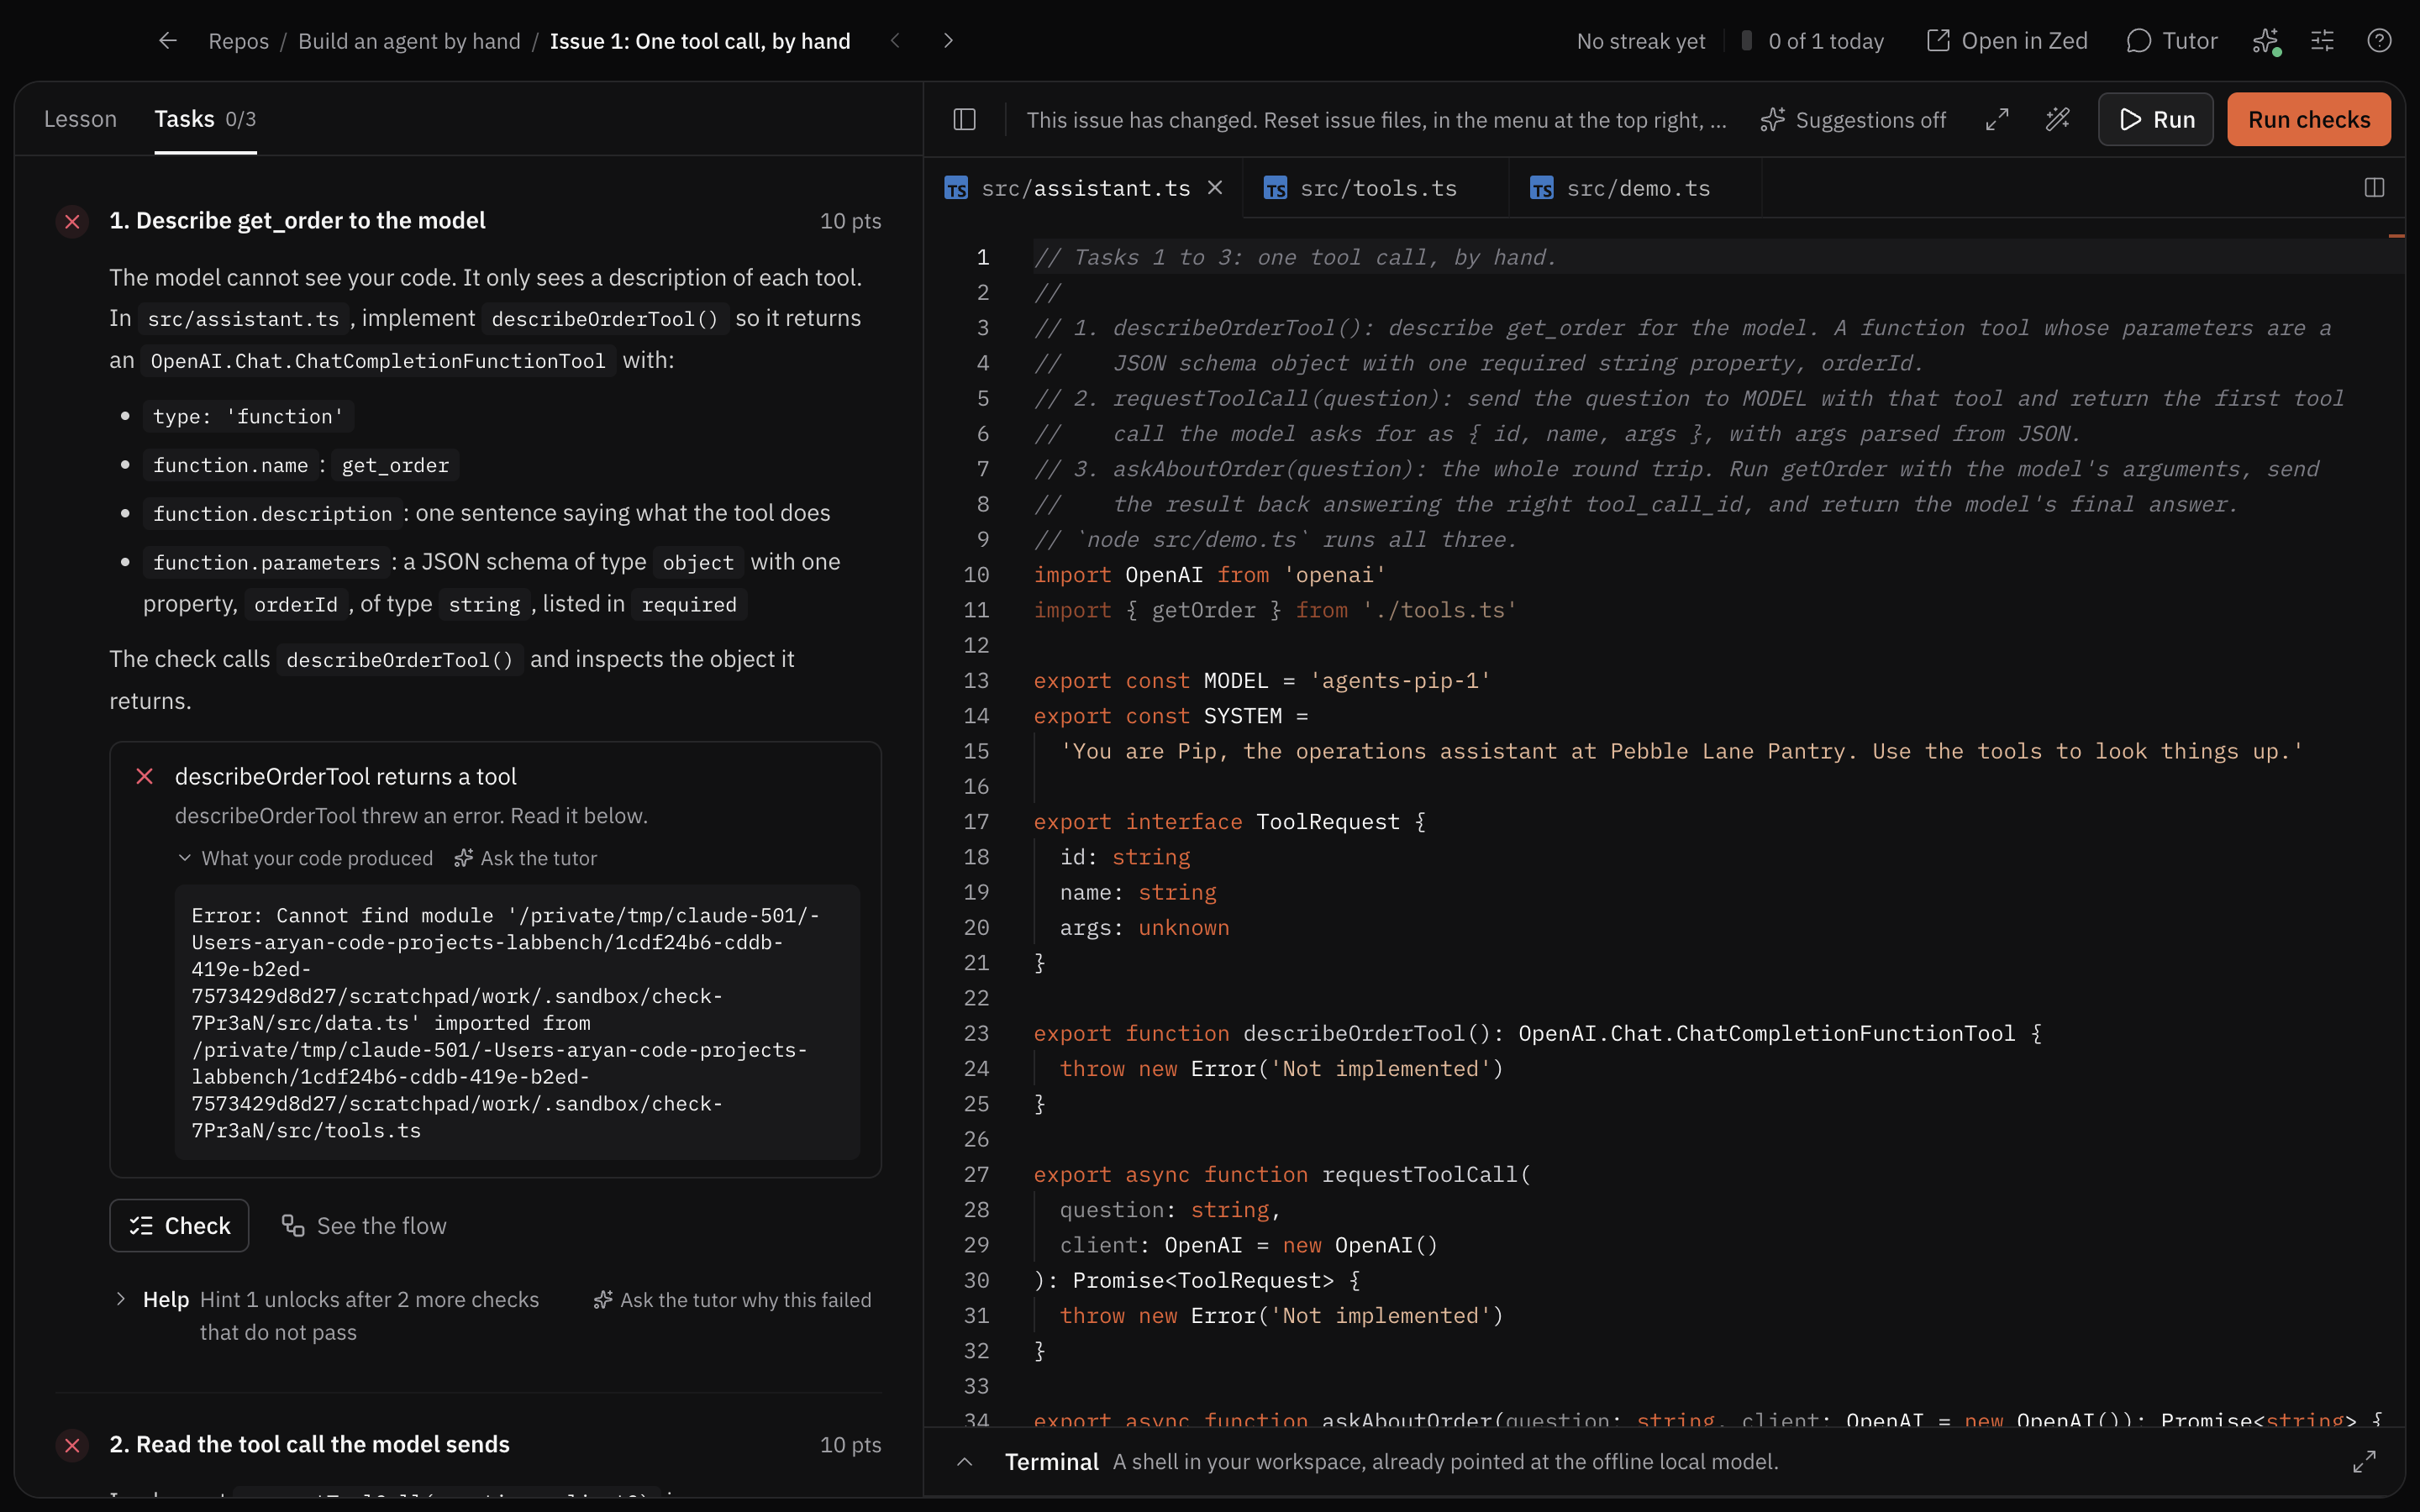 Repos / Build an agent by hand / Issue 1: One tool call, by hand
No streak yet
0 of 1 today
Open in Zed
Tutor
Lesson
Tasks 0/3
1. Describe get_order to the model
10 pts
The model cannot see your code. It only sees a description of each tool.
In src/assistant.ts , implement describeOrderTool() so it returns
an OpenAI.Chat.ChatCompletionFunctionTool with:
• type: 'function'
• function.name : get_order
• function.description : one sentence saying what the tool does
• function.parameters : a JSON schema of type object with one
property, orderId , of type string , listed in required
The check calls describeOrderTool() and inspects the object it
returns.
describeOrderTool returns a tool
describeOrderTool threw an error. Read it below.
What your code produced
Ask the tutor
Error: Cannot find module '/private/tmp/claude-501/-
Users-aryan-code-projects-labbench/1cdf24b6-cddb-
419e-b2ed-
7573429d8d27/scratchpad/work/.sandbox/check-
7Pr3aN/src/data.ts' imported from
/private/tmp/claude-501/-Users-aryan-code-projects-
labbench/1cdf24b6-cddb-419e-b2ed-
7573429d8d27/scratchpad/work/.sandbox/check-
7Pr3aN/src/tools.ts
Check
See the flow
Help Hint 1 unlocks after 2 more checks
that do not pass
Ask the tutor why this failed
2. Read the tool call the model sends
10 pts
This issue has changed. Reset issue files, in the menu at the top right, ...
Suggestions off
Run
Run checks
TS src/assistant.ts
TS src/tools.ts
TS src/demo.ts
1 // Tasks 1 to 3: one tool call, by hand.
2 //
3 // 1. describeOrderTool(): describe get_order for the model. A function tool whose parameters are a
4 //    JSON schema object with one required string property, orderId.
5 // 2. requestToolCall(question): send the question to MODEL with that tool and return the first tool
6 //    call the model asks for as { id, name, args }, with args parsed from JSON.
7 // 3. askAboutOrder(question): the whole round trip. Run getOrder with the model's arguments, send
8 //    the result back answering the right tool_call_id, and return the model's final answer.
9 // `node src/demo.ts` runs all three.
10 import OpenAI from 'openai'
11 import { getOrder } from './tools.ts'
12
13 export const MODEL = 'agents-pip-1'
14 export const SYSTEM =
15   'You are Pip, the operations assistant at Pebble Lane Pantry. Use the tools to look things up.'
16
17 export interface ToolRequest {
18   id: string
19   name: string
20   args: unknown
21 }
22
23 export function describeOrderTool(): OpenAI.Chat.ChatCompletionFunctionTool {
24   throw new Error('Not implemented')
25 }
26
27 export async function requestToolCall(
28   question: string,
29   client: OpenAI = new OpenAI()
30 ): Promise<ToolRequest> {
31   throw new Error('Not implemented')
32 }
33
34 export async function askAboutOrder(question: string, client: OpenAI = new OpenAI()): Promise<string> {
Terminal A shell in your workspace, already pointed at the offline local model.